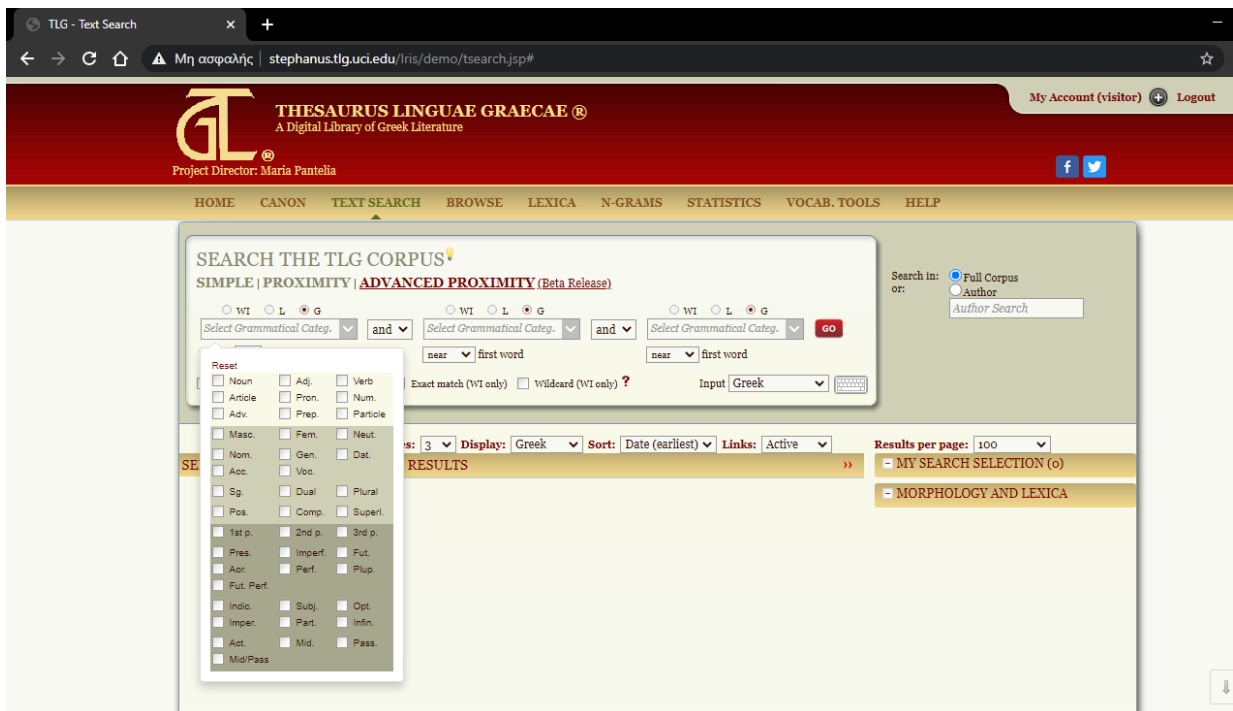 TLG - Text Search
Μη ασφαλής | stephanus.tlg.uci.edu/Iris/demo/tsearch.jsp#
My Account (visitor) Logout
THESAURUS LINGUAE GRAECAE ®
A Digital Library of Greek Literature
®
Project Director: Maria Pantelia
HOME CANON TEXT SEARCH BROWSE LEXICA N-GRAMS STATISTICS VOCAB. TOOLS HELP
SEARCH THE TLG CORPUS
SIMPLE | PROXIMITY | ADVANCED PROXIMITY (Beta Release)
Search in: Full Corpus
or: Author
Author Search
WI L G WI L G WI L G
Select Grammatical Categ. and Select Grammatical Categ. and Select Grammatical Categ. GO
near first word near first word
Exact match (WI only) Wildcard (WI only) ? Input Greek
Reset
Noun Adj. Verb
Article Pron. Num.
Adv. Prep. Particle
Masc. Fem. Neut.
Nom. Gen. Dat.
Acc. Voc.
Sg. Dual Plural
Pos. Comp. Superl.
1st p. 2nd p. 3rd p.
Pres. Imperf. Fut.
Aor. Perf. Plup.
Fut. Perf.
Indic. Subj. Opt.
Imper. Part. Infin.
Act. Mid. Pass.
Mid/Pass
3 Display: Greek Sort: Date (earliest) Links: Active Results per page: 100
RESULTS »
MY SEARCH SELECTION (0)
MORPHOLOGY AND LEXICA